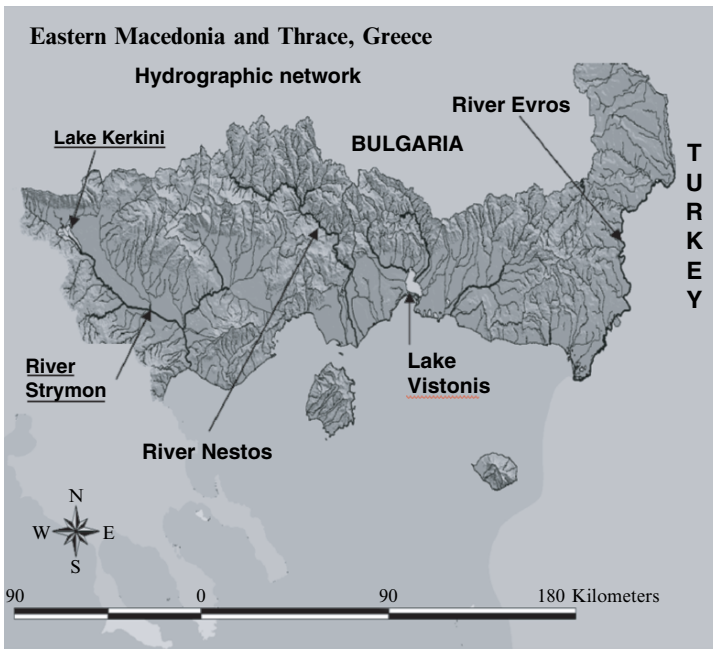 Eastern Macedonia and Thrace, Greece
Hydrographic network
River Evros
Lake Kerkini
BULGARIA
T
U
R
K
E
Y
River
Strymon
Lake
Vistonis
River Nestos
N
W E
S
90 0 90 180 Kilometers